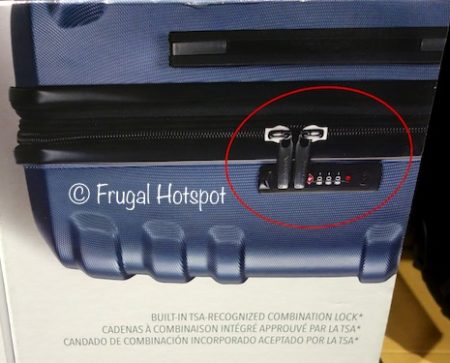 © Frugal Hotspot
BUILT-IN TSA-RECOGNIZED COMBINATION LOCK*
CADENAS À COMBINAISON INTÉGRÉ APPROUVÉ PAR LA TSA*
CANDADO DE COMBINACIÓN INCORPORADO ACEPTADO POR LA TSA*